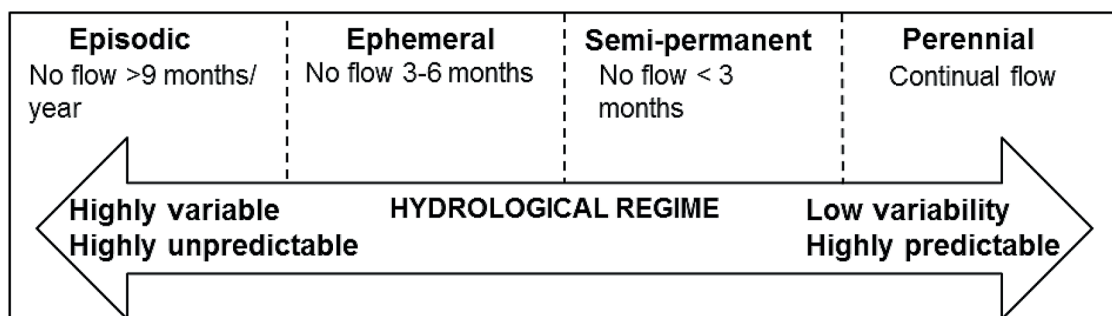 Episodic
No flow >9 months/
year
Ephemeral
No flow 3-6 months
Semi-permanent
No flow < 3
months
Perennial
Continual flow
Highly variable
Highly unpredictable
HYDROLOGICAL REGIME
Low variability
Highly predictable